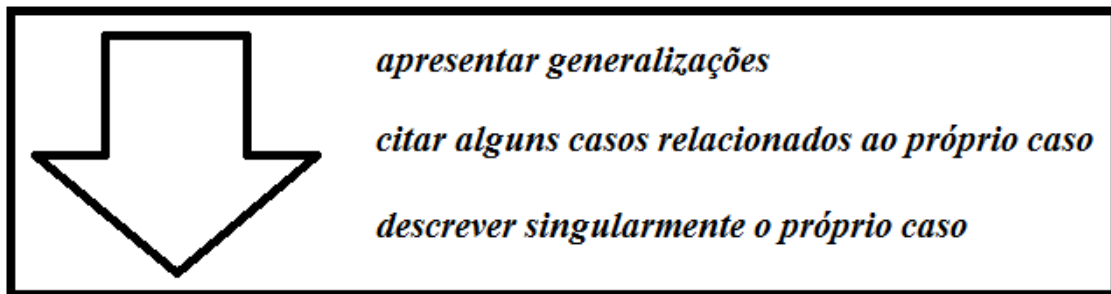 apresentar generalizações
citar alguns casos relacionados ao próprio caso
descrever singularmente o próprio caso